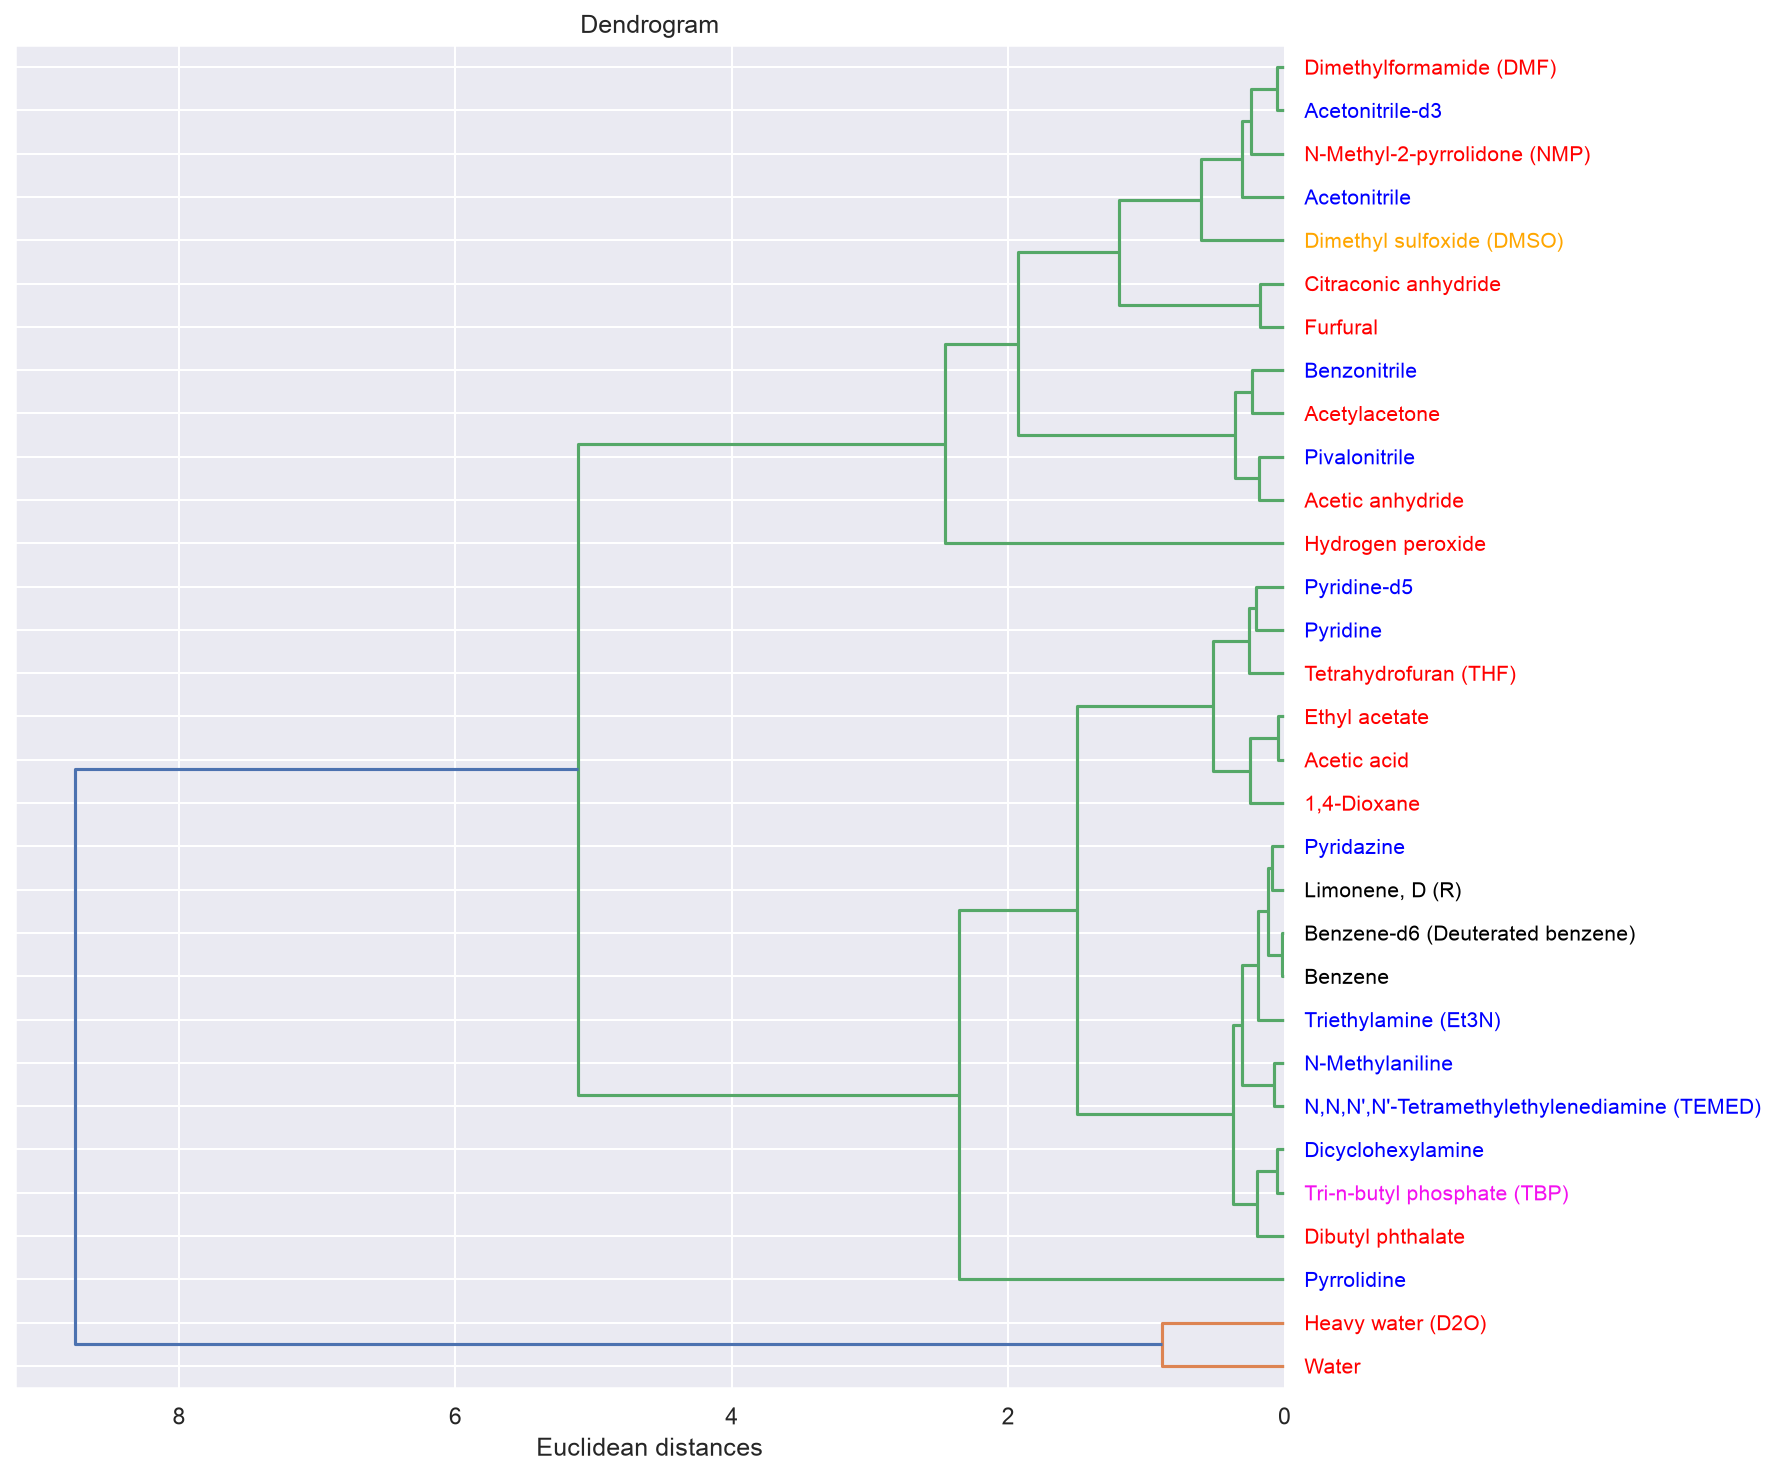 Dendrogram
Dimethylformamide (DMF)
Acetonitrile-d3
N-Methyl-2-pyrrolidone (NMP)
Acetonitrile
Dimethyl sulfoxide (DMSO)
Citraconic anhydride
Furfural
Benzonitrile
Acetylacetone
Pivalonitrile
Acetic anhydride
Hydrogen peroxide
Pyridine-d5
Pyridine
Tetrahydrofuran (THF)
Ethyl acetate
Acetic acid
1,4-Dioxane
Pyridazine
Limonene, D (R)
Benzene-d6 (Deuterated benzene)
Benzene
Triethylamine (Et3N)
N-Methylaniline
N,N,N',N'-Tetramethylethylenediamine (TEMED)
Dicyclohexylamine
Tri-n-butyl phosphate (TBP)
Dibutyl phthalate
Pyrrolidine
Heavy water (D2O)
Water
8 6 4 2 0
Euclidean distances